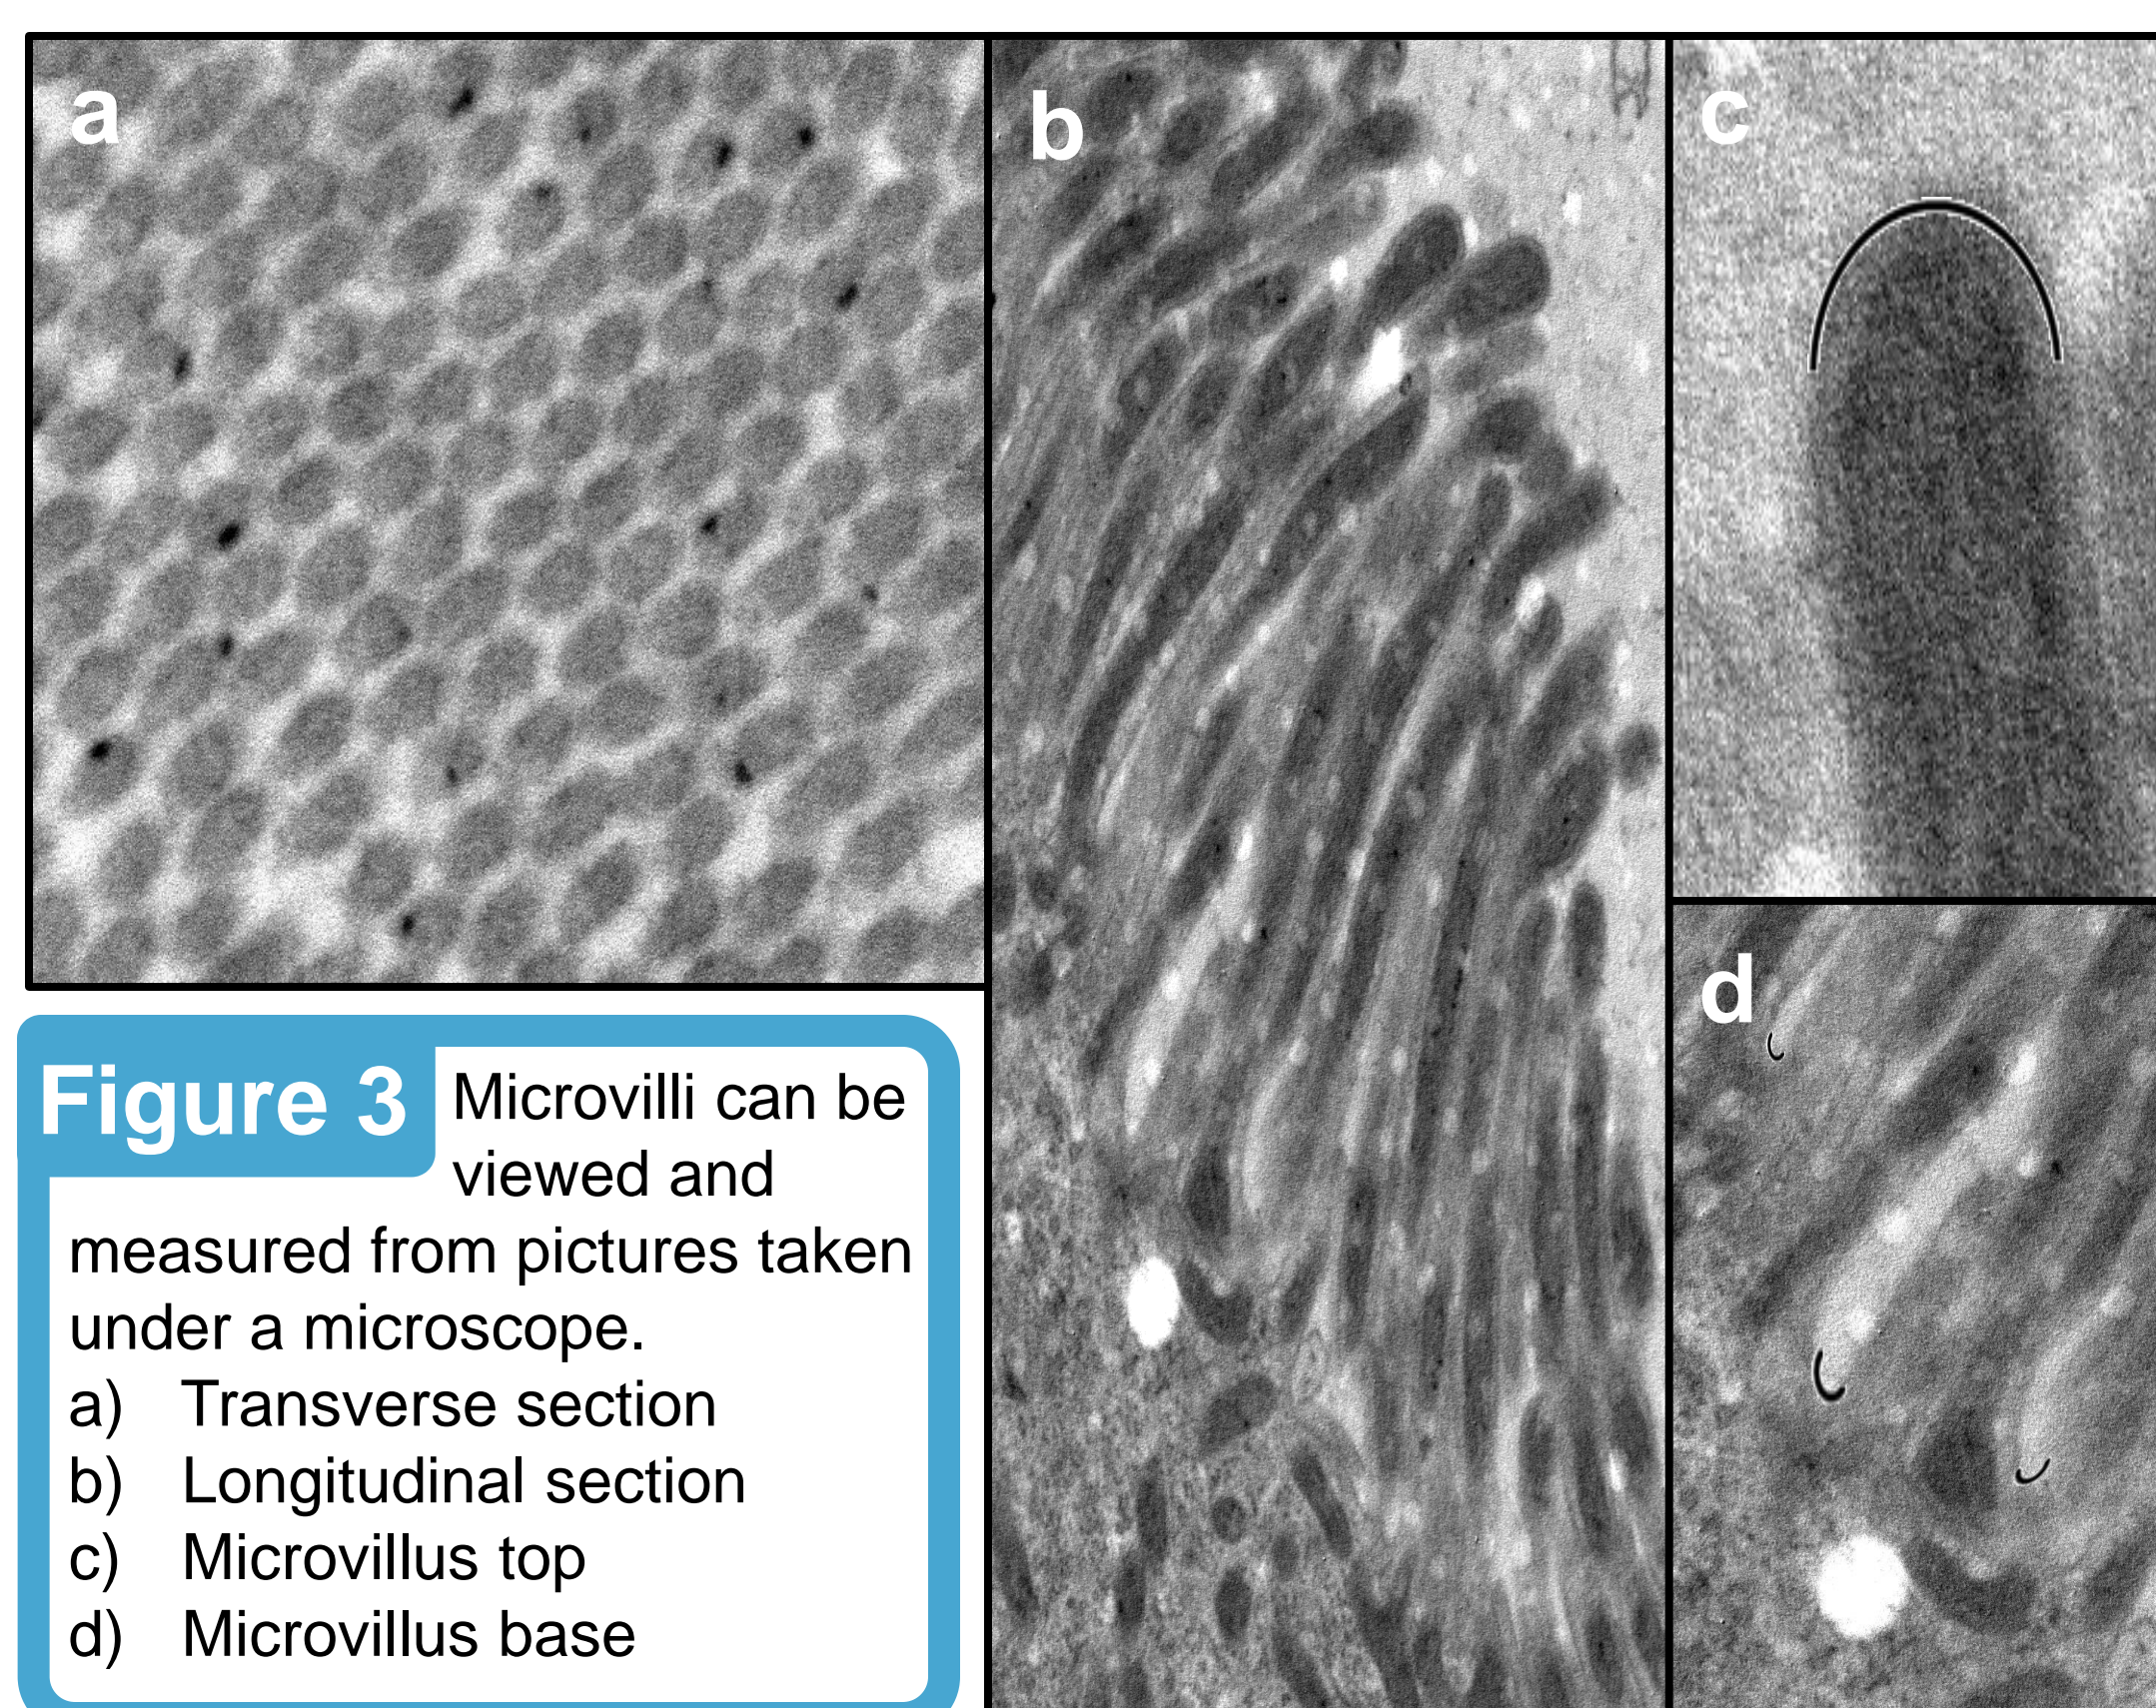 a
b
c
d
Figure 3 Microvilli can be
viewed and
measured from pictures taken
under a microscope.
a) Transverse section
b) Longitudinal section
c) Microvillus top
d) Microvillus base